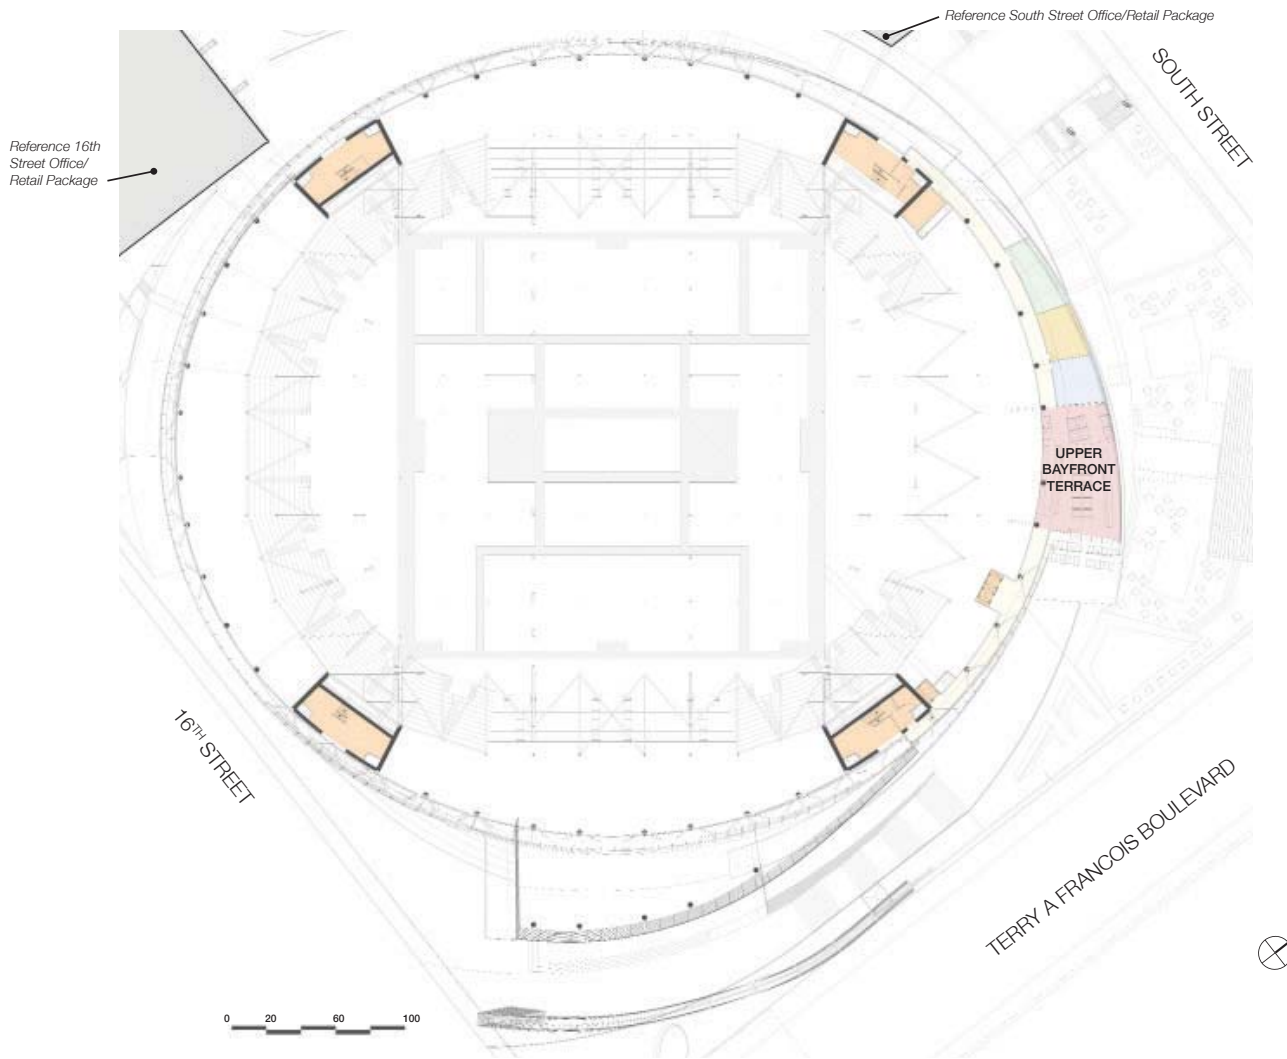 Reference South Street Office/Retail Package
SOUTH STREET
Reference 16th
Street Office/
Retail Package
UPPER
BAYFRONT
TERRACE
16TH STREET
TERRY A FRANCOIS BOULEVARD
0 20 60 100